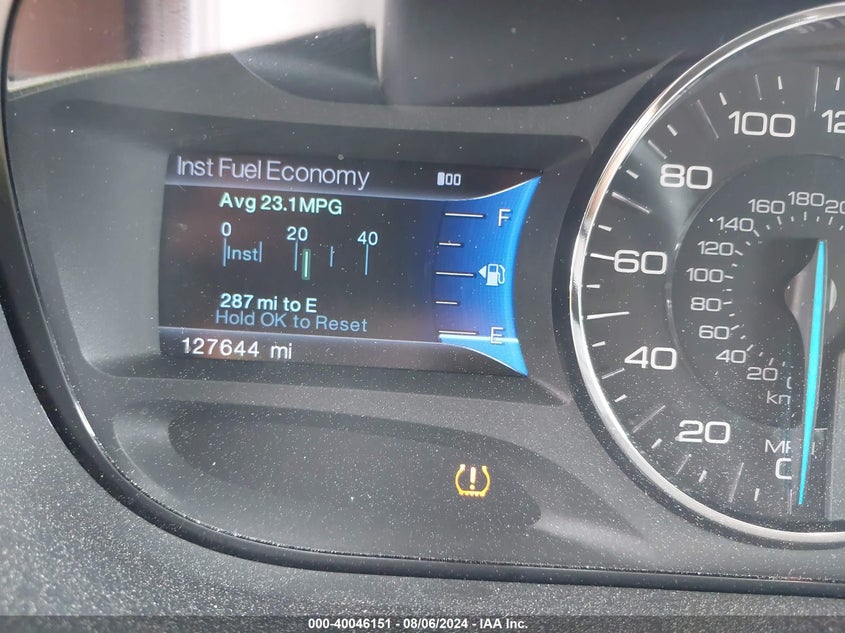 Inst Fuel Economy
Avg 23.1MPG
0 20 40
Inst
287 mi to E
Hold OK to Reset
127644 mi
F
E
100
80
60
40
20
0
180
160
140
120
100
80
60
40
20
0
000-40046151 - 08/06/2024 - IAA Inc.